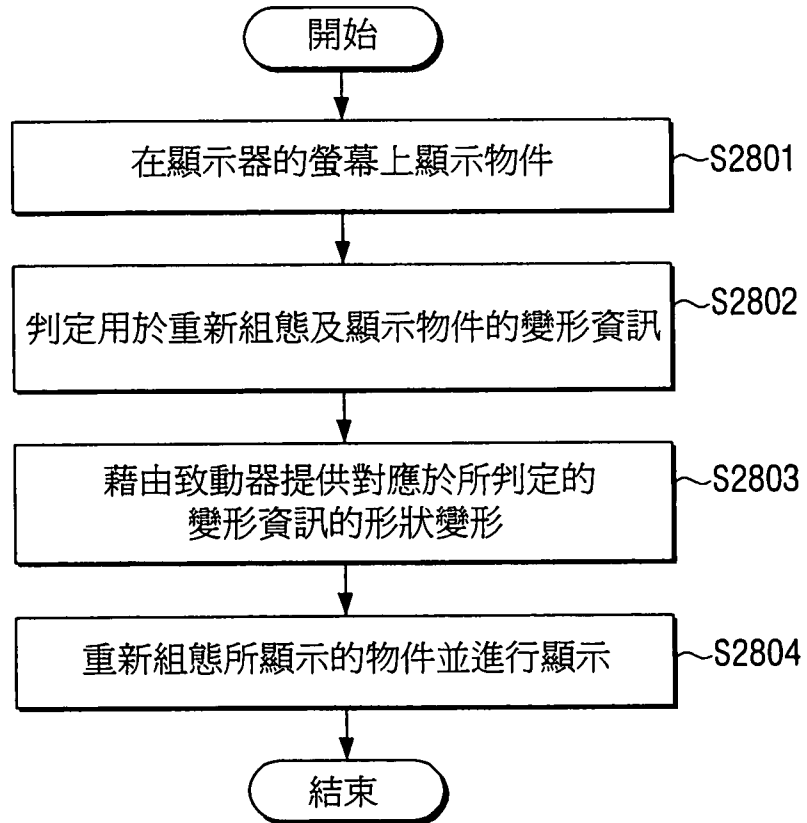 開始
在顯示器的螢幕上顯示物件
S2801
判定用於重新組態及顯示物件的變形資訊
S2802
藉由致動器提供對應於所判定的
變形資訊的形狀變形
S2803
重新組態所顯示的物件並進行顯示
S2804
結束